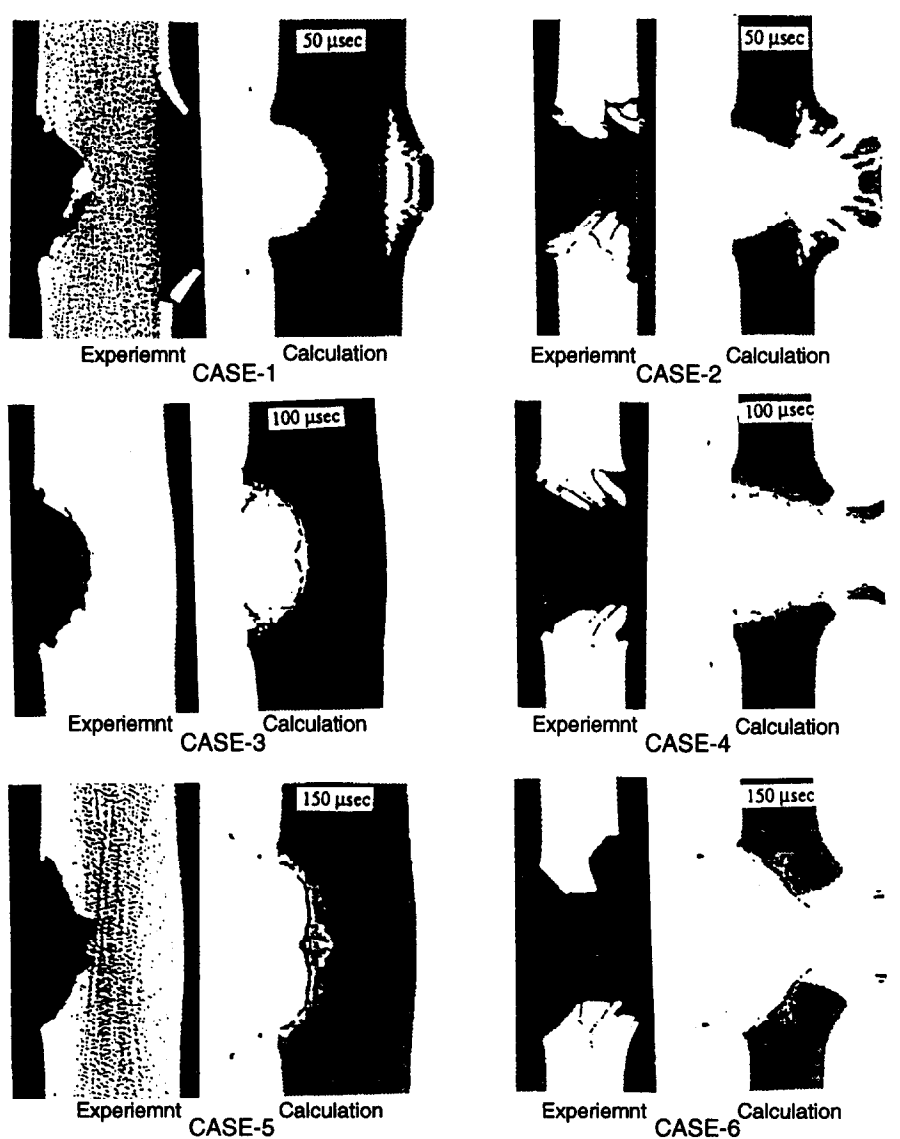 50 μsec
50 μsec
Experiemnt Calculation
CASE-1
Experiemnt Calculation
CASE-2
100 μsec
100 μsec
Experiemnt Calculation
CASE-3
Experiemnt Calculation
CASE-4
150 μsec
150 μsec
Experiemnt Calculation
CASE-5
Experiemnt Calculation
CASE-6